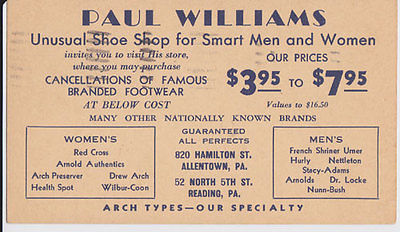 PAUL WILLIAMS
Unusual Shoe Shop for Smart Men and Women
invites you to visit His store,
where you may purchase
CANCELLATIONS OF FAMOUS
BRANDED FOOTWEAR
AT BELOW COST
OUR PRICES
$3.95 TO $7.95
Values to $16.50
MANY OTHER NATIONALLY KNOWN BRANDS
WOMEN'S
Red Cross
Arnold Authentics
Arch Preserver Drew Arch
Health Spot Wilbur-Coon
GUARANTEED
ALL PERFECTS
820 HAMILTON ST.
ALLENTOWN, PA.
52 NORTH 5TH ST.
READING, PA.
MEN'S
French Shriner Urner
Hurly Nettleton
Stacy-Adams
Arnolds Dr. Locke
Nunn-Bush
ARCH TYPES—OUR SPECIALTY